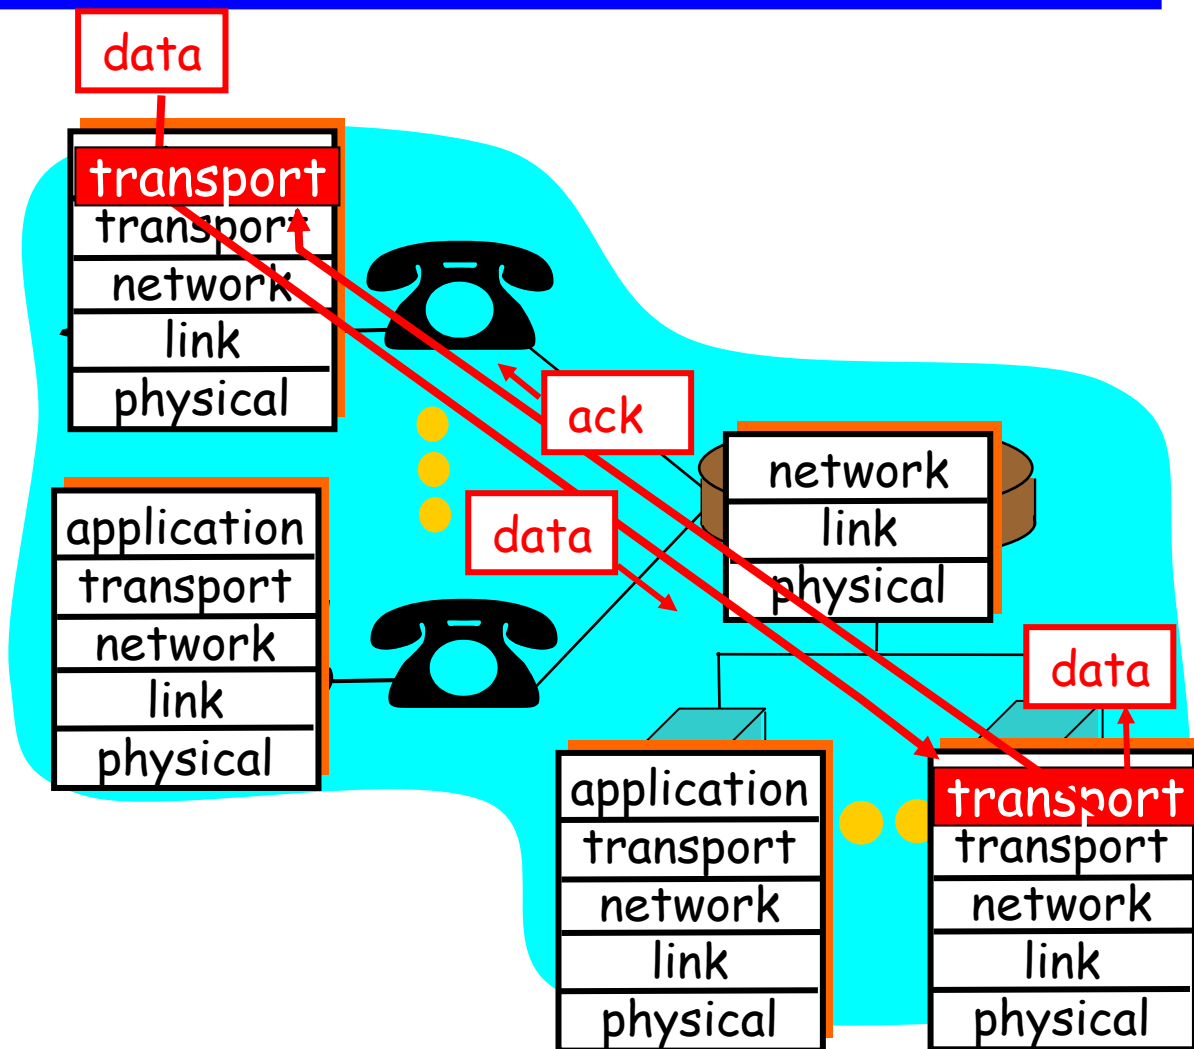 data
transport
transport
network
link
physical
ack
network
link
physical
data
application
transport
network
link
physical
data
application
transport
network
link
physical
transport
transport
network
link
physical